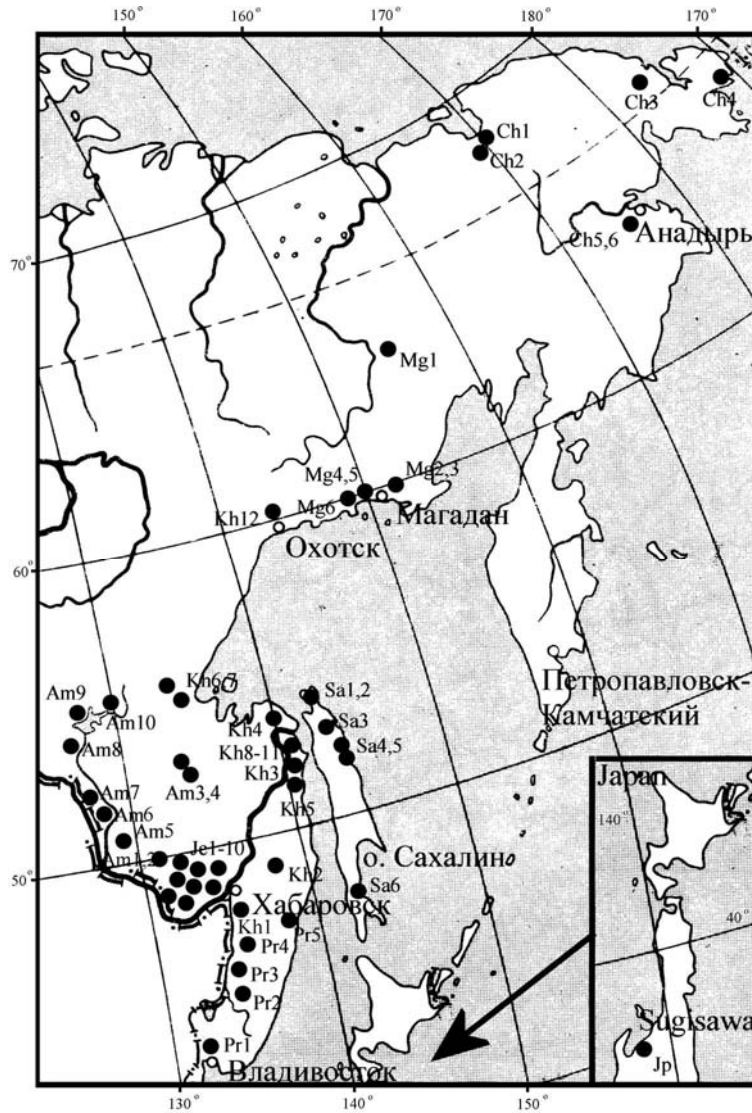 150° 160° 170° 180° 170°
Ch3
Ch4
Ch1
Ch2
Ch5,6
Анадырь
70°
Mg1
Mg4,5
Mg2,3
Mg6
Магадан
Kh12
Охотск
60°
Kh6,7
Am9
Am10
Am8
Kh4
Sa1,2
Sa3
Kh8-11
Sa4,5
Kh3
Kh5
Петропавловск-
Камчатский
Am3,4
Am7
Am6
Am5
Am1,2
Je1-10
Kh2
о. Сахалин
Sa6
50°
Хабаровск
Kh1
Pr5
Pr4
Pr3
Pr2
Pr1
Владивосток
Japan
140°
40°
Sugisawa
Jp
130° 140° 150°